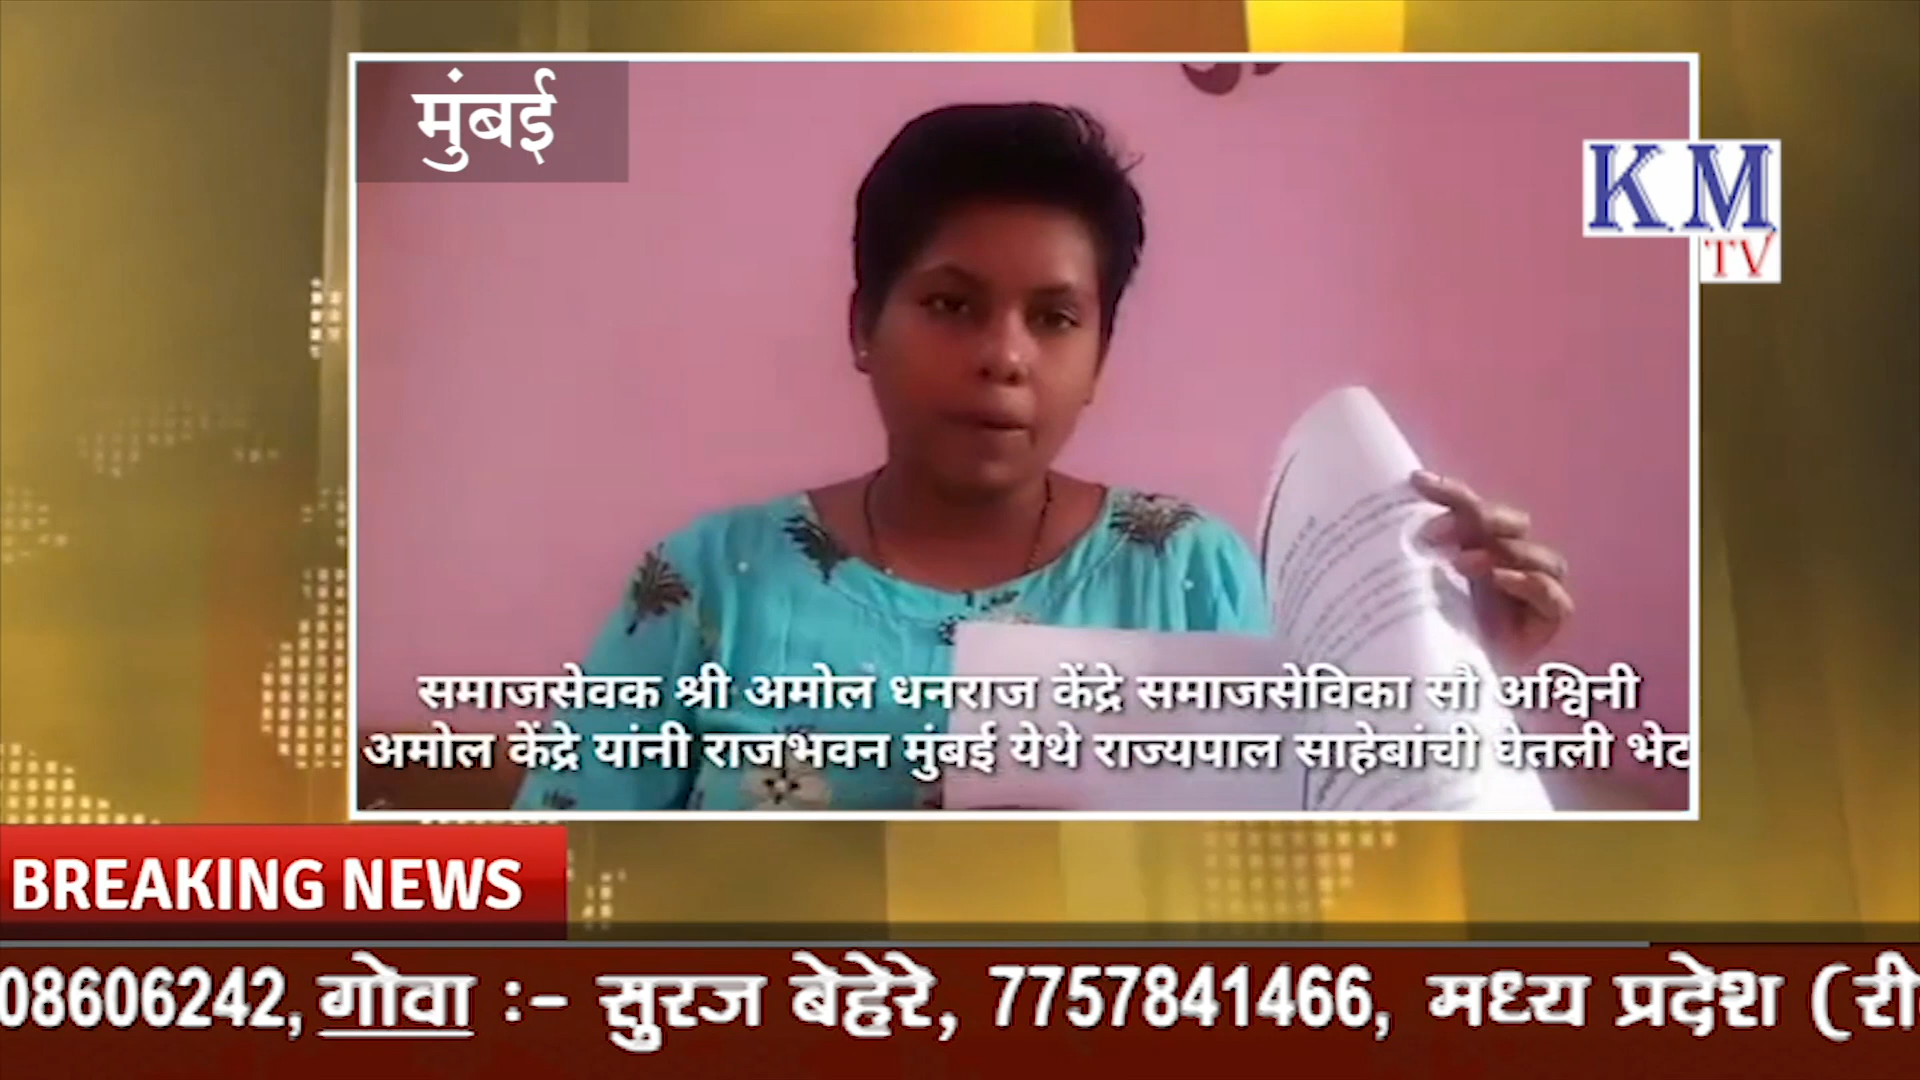 मुंबई
KM
TV
समाजसेवक श्री अमोल धनराज केंद्रे समाजसेविका सौ अश्विनी
अमोल केंद्रे यांनी राजभवन मुंबई येथे राज्यपाल साहेबांची घेतली भेट
BREAKING NEWS
08606242, गोवा :- सुरज बेहेरे, 7757841466, मध्य प्रदेश (री